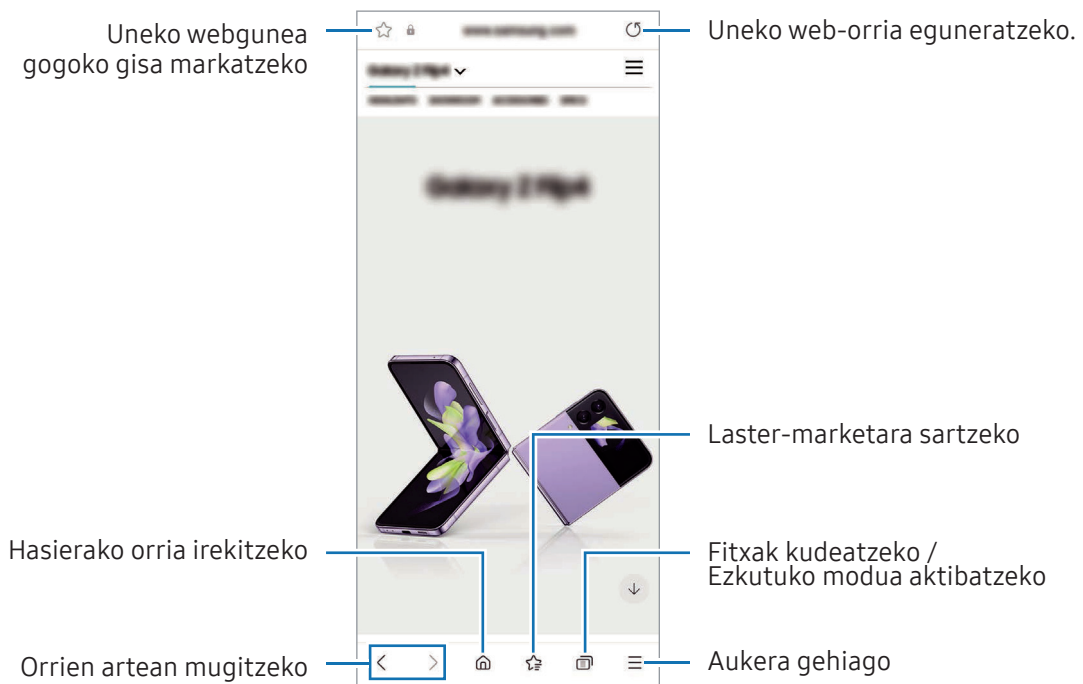 Uneko webgunea
gogoko gisa markatzeko
Uneko web-orria eguneratzeko.
Laster-marketara sartzeko
Hasierako orria irekitzeko
Fitxak kudeatzeko /
Ezkutuko modua aktibatzeko
Orrien artean mugitzeko
Aukera gehiago